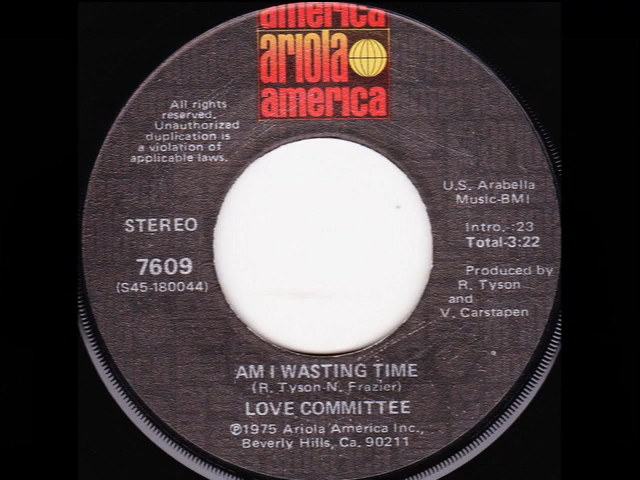 america
ariola
america
All rights
reserved.
Unauthorized
duplication is
a violation of
applicable laws.
U.S. Arabella
Music-BMI
STEREO
Intro.-:23
Total-3:22
7609
(S45-180044)
Produced by
R. Tyson
and
V. Carstapen
AM I WASTING TIME
(R. Tyson-N. Frazier)
LOVE COMMITTEE
℗1975 Ariola America Inc.,
Beverly Hills, Ca. 90211